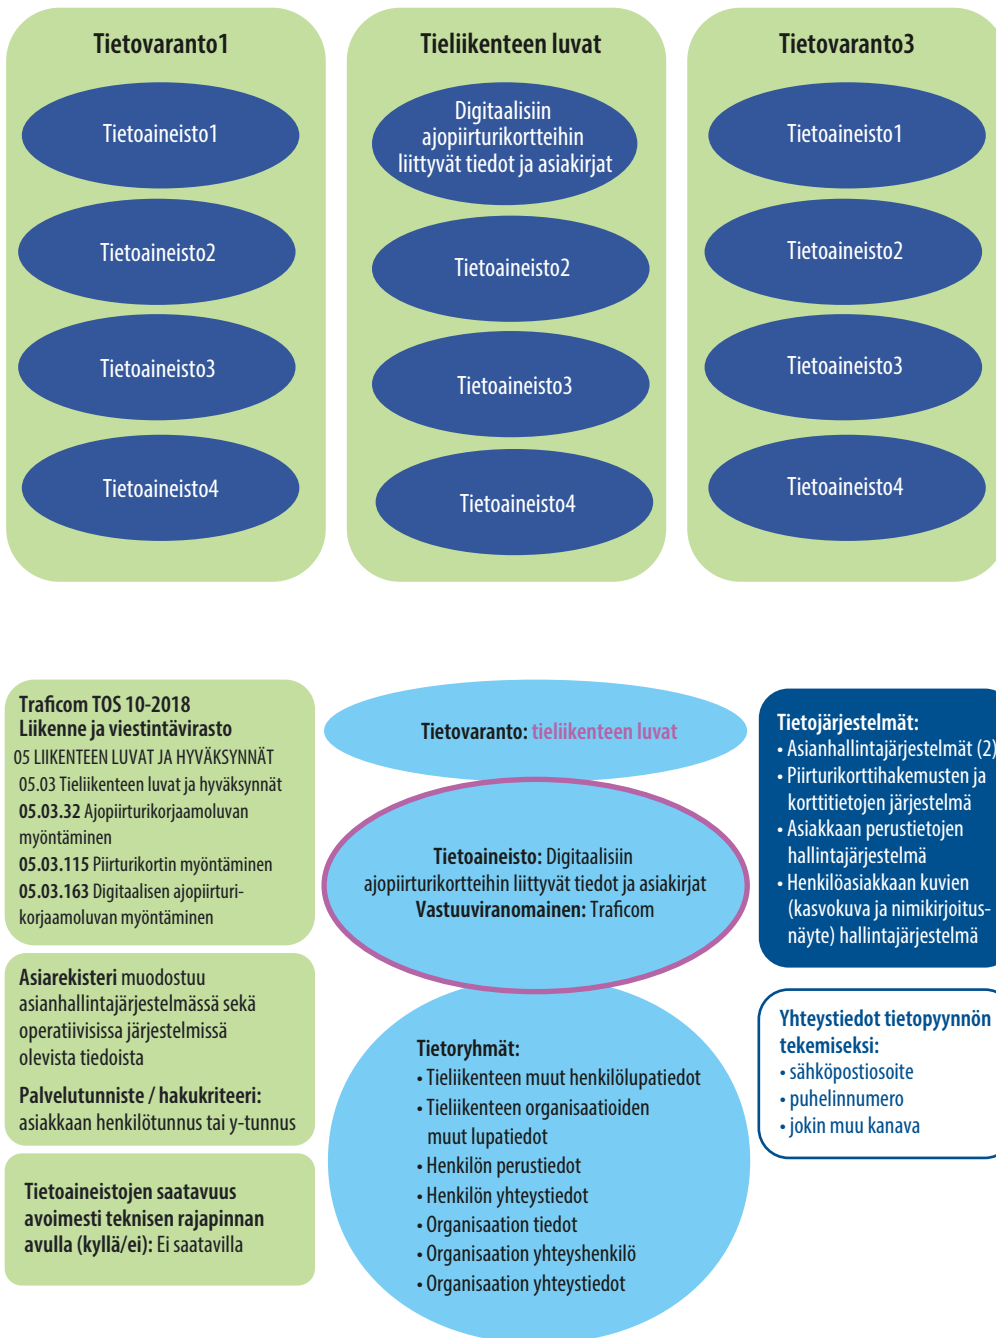 Tietovaranto1
Tietoaineisto1
Tietoaineisto2
Tietoaineisto3
Tietoaineisto4
Tieliikenteen luvat
Digitaalisiin
ajopiirturikortteihin
liittyvät tiedot ja asiakirjat
Tietoaineisto2
Tietoaineisto3
Tietoaineisto4
Tietovaranto3
Tietoaineisto1
Tietoaineisto2
Tietoaineisto3
Tietoaineisto4
Traficom TOS 10-2018
Liikenne ja viestintävirasto
05 LIIKENTEEN LUVAT JA HYVÄKSYNNÄT
05.03 Tieliikenteen luvat ja hyväksynnät
05.03.32 Ajopiirturikorjaamoluvan
myöntäminen
05.03.115 Piirturikortin myöntäminen
05.03.163 Digitaalisen ajopiirturi-
korjaamoluvan myöntäminen
Asiarekisteri muodostuu
asianhallintajärjestelmässä sekä
operatiivisissa järjestelmissä
olevista tiedoista
Palvelutunniste / hakukriteeri:
asiakkaan henkilötunnus tai y-tunnus
Tietoaineistojen saatavuus
avoimesti teknisen rajapinnan
avulla (kyllä/ei): Ei saatavilla
Tietovaranto: tieliikenteen luvat
Tietoaineisto: Digitaalisiin
ajopiirturikortteihin liittyvät tiedot ja asiakirjat
Vastuuviranomainen: Traficom
Tietoryhmät:
• Tieliikenteen muut henkilölupatiedot
• Tieliikenteen organisaatioiden
muut lupatiedot
• Henkilön perustiedot
• Henkilön yhteystiedot
• Organisaation tiedot
• Organisaation yhteyshenkilö
• Organisaation yhteystiedot
Tietojärjestelmät:
• Asianhallintajärjestelmät (2)
• Piirturikorttihakemusten ja
korttitietojen järjestelmä
• Asiakkaan perustietojen
hallintajärjestelmä
• Henkilöasiakkaan kuvien
(kasvokuva ja nimikirjoitus-
näyte) hallintajärjestelmä
Yhteystiedot tietopyynnön
tekemiseksi:
• sähköpostiosoite
• puhelinnumero
• jokin muu kanava